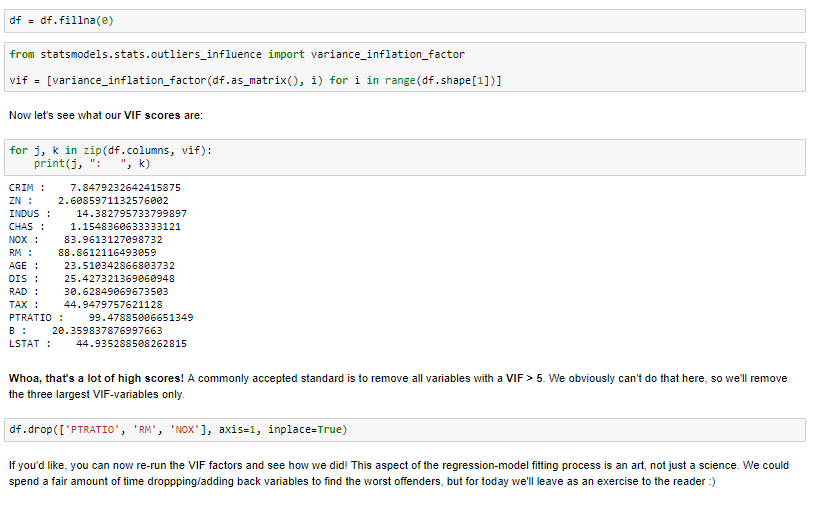 df = df.fillna(0)
from statsmodels.stats.outliers_influence import variance_inflation_factor
vif = [variance_inflation_factor(df.as_matrix(), i) for i in range(df.shape[1])]
Now let's see what our VIF scores are:
for j, k in zip(df.columns, vif):
    print(j, ":   ", k)
CRIM :    7.8479232642415875
ZN :    2.6085971132576002
INDUS :    14.382795733799897
CHAS :    1.1548360633333121
NOX :    83.9613127098732
RM :    88.8612116493059
AGE :    23.510342866803732
DIS :    25.427321369060948
RAD :    30.62849069673503
TAX :    44.9479757621128
PTRATIO :    99.47885006651349
B :    20.359837876997663
LSTAT :    44.935288508262815
Whoa, that's a lot of high scores! A commonly accepted standard is to remove all variables with a VIF > 5. We obviously can't do that here, so we'll remove
the three largest VIF-variables only.
df.drop(['PTRATIO', 'RM', 'NOX'], axis=1, inplace=True)
If you'd like, you can now re-run the VIF factors and see how we did! This aspect of the regression-model fitting process is an art, not just a science. We could
spend a fair amount of time droppping/adding back variables to find the worst offenders, but for today we'll leave as an exercise to the reader :)